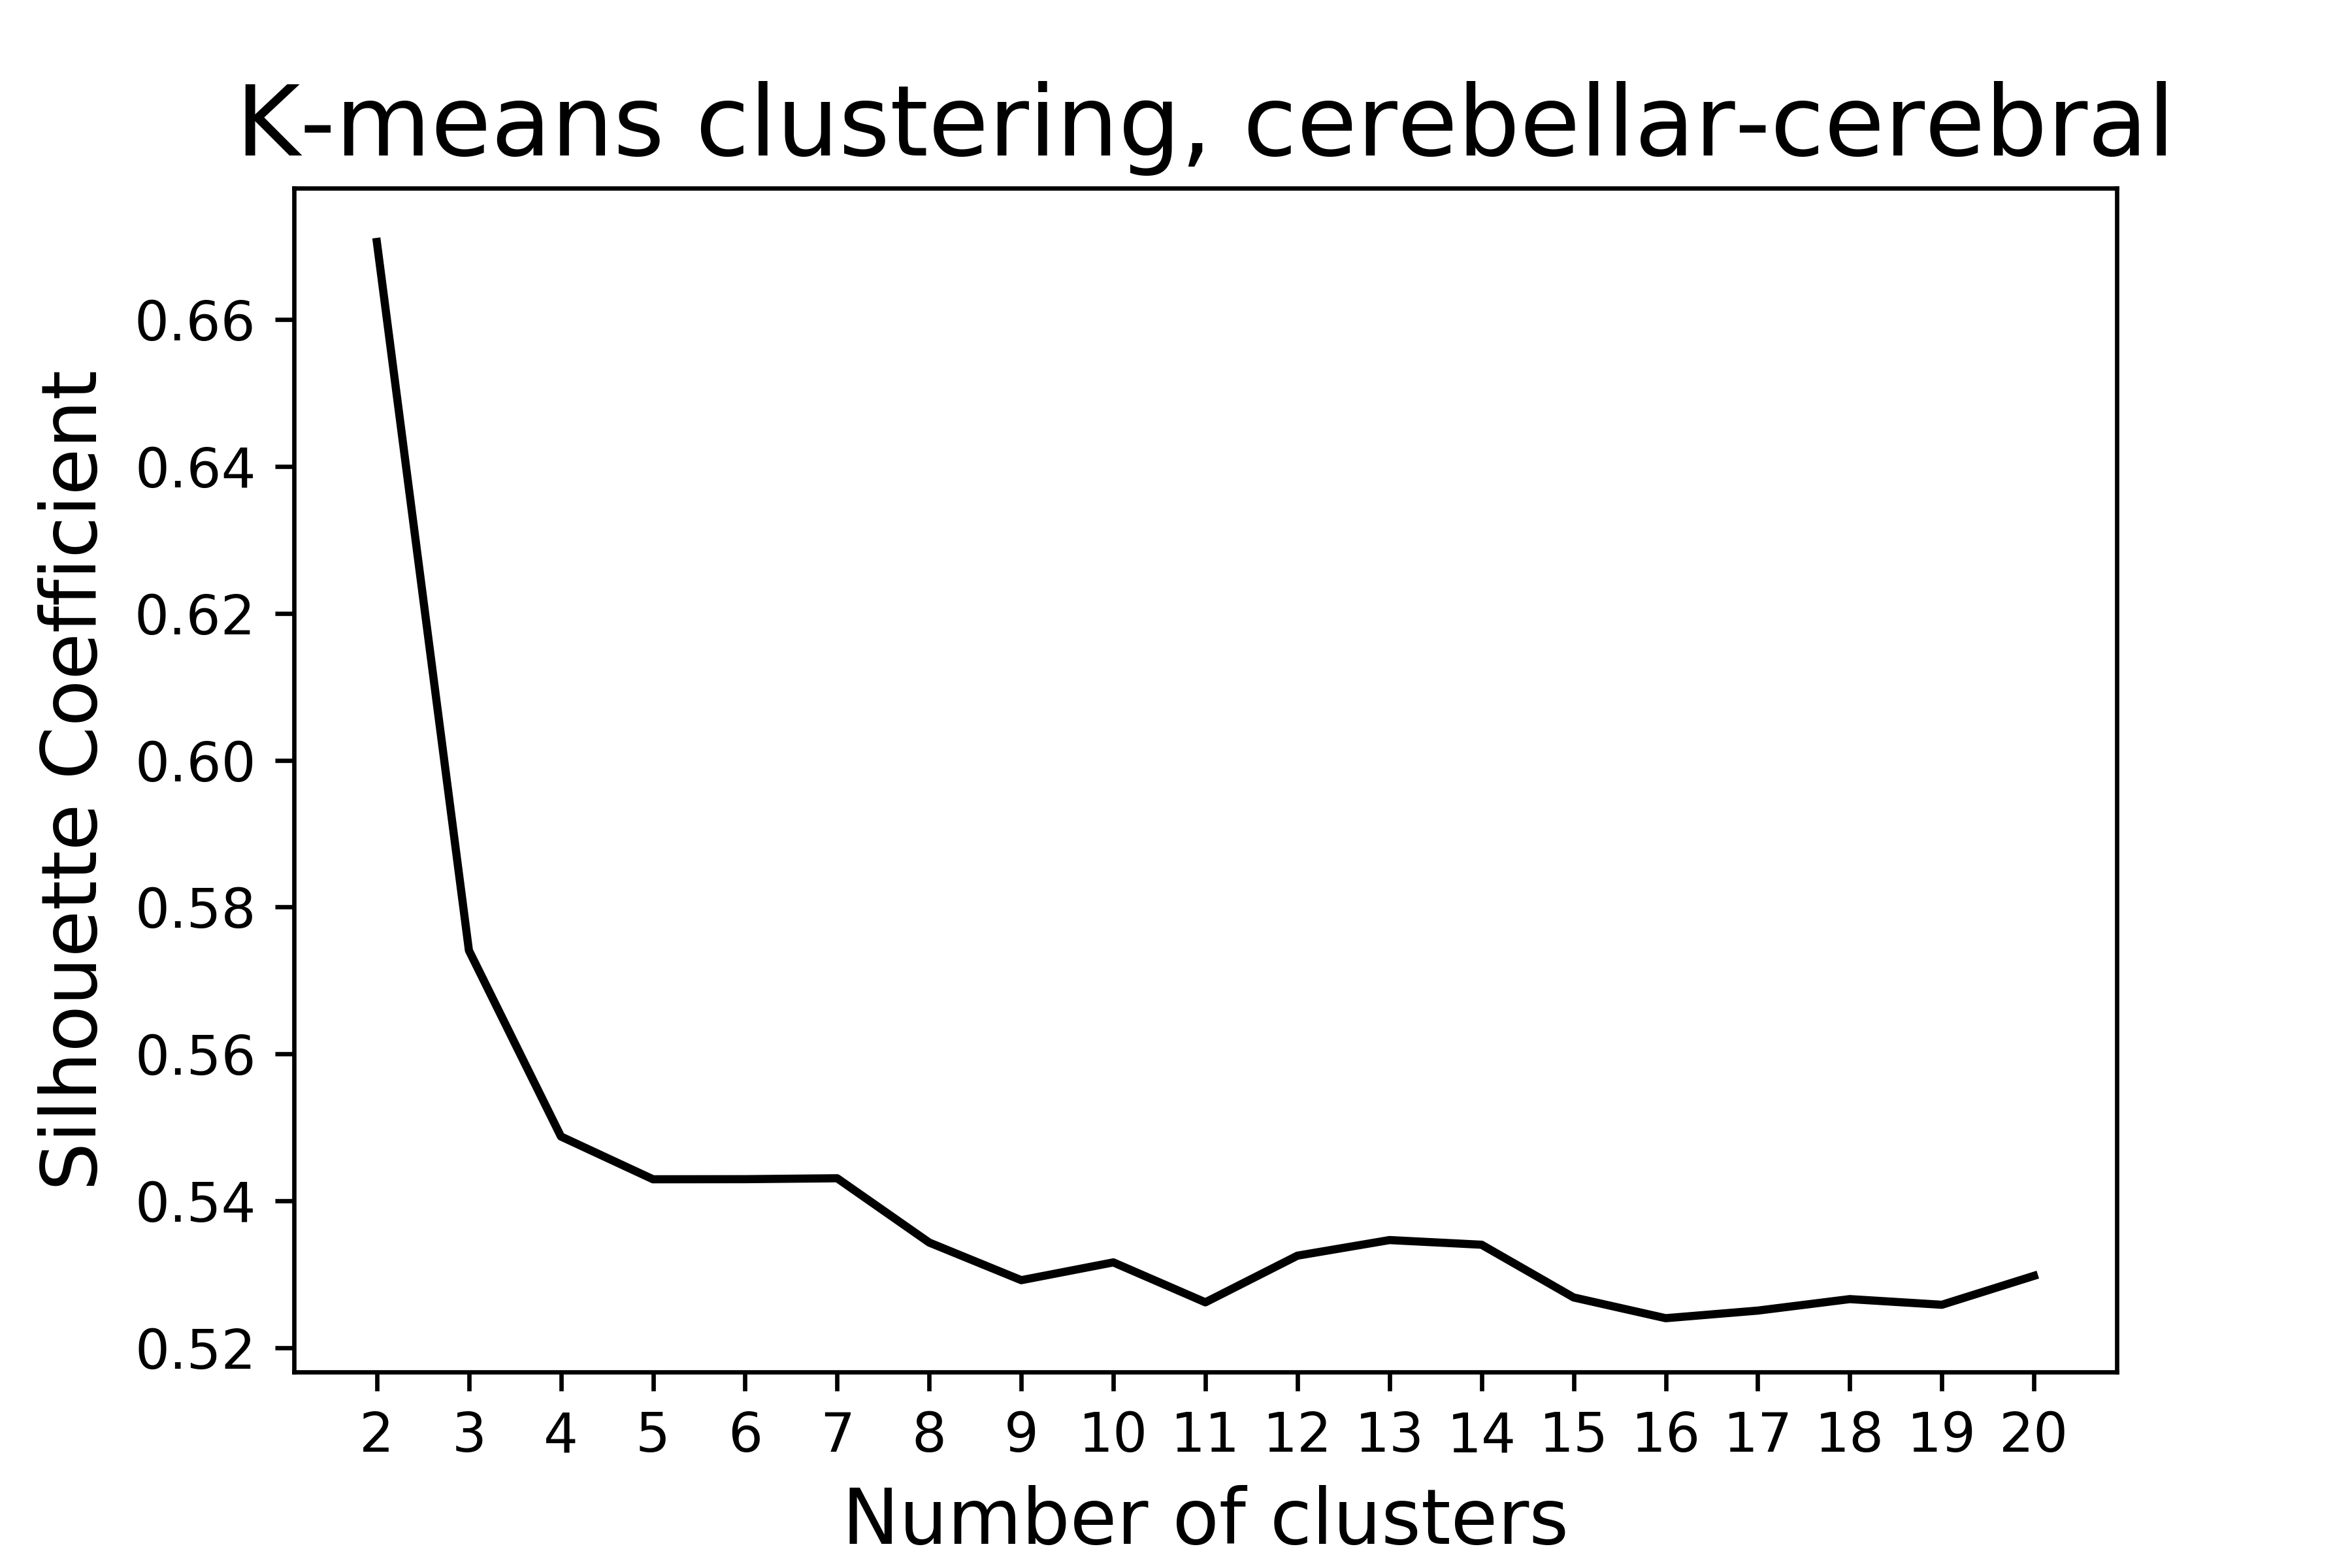 K-means clustering, cerebellar-cerebral
Silhouette Coefficient
0.66
0.64
0.62
0.60
0.58
0.56
0.54
0.52
2 3 4 5 6 7 8 9 10 11 12 13 14 15 16 17 18 19 20
Number of clusters